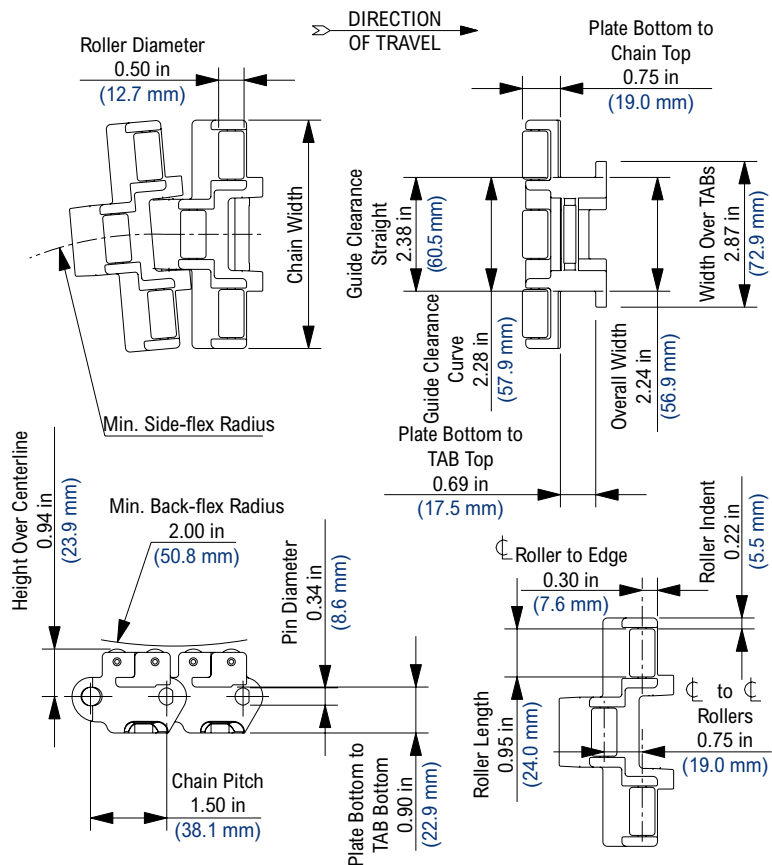 DIRECTION
OF TRAVEL
Roller Diameter
0.50 in
(12.7 mm)
Plate Bottom to
Chain Top
0.75 in
(19.0 mm)
Chain Width
Guide Clearance
Straight
2.38 in
(60.5 mm)
Width Over TABs
2.87 in
(72.9 mm)
Guide Clearance
Curve
2.28 in
(57.9 mm)
Overall Width
2.24 in
(56.9 mm)
Min. Side-flex Radius
Plate Bottom to
TAB Top
0.69 in
(17.5 mm)
Height Over Centerline
0.94 in
(23.9 mm)
Min. Back-flex Radius
2.00 in
(50.8 mm)
Pin Diameter
0.34 in
(8.6 mm)
Chain Pitch
1.50 in
(38.1 mm)
Plate Bottom to
TAB Bottom
0.90 in
(22.9 mm)
℄ Roller to Edge
0.30 in
(7.6 mm)
Roller Indent
0.22 in
(5.5 mm)
Roller Length
0.95 in
(24.0 mm)
℄ to ℄
Rollers
0.75 in
(19.0 mm)